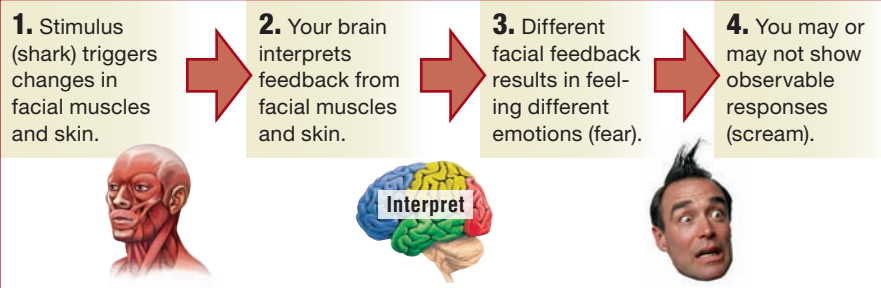 1. Stimulus
(shark) triggers
changes in
facial muscles
and skin.
2. Your brain
interprets
feedback from
facial muscles
and skin.
3. Different
facial feedback
results in feel-
ing different
emotions (fear).
4. You may or
may not show
observable
responses
(scream).
Interpret